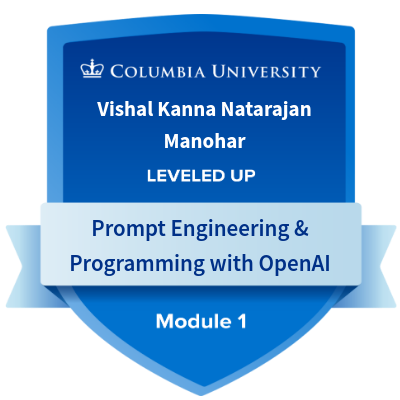 COLUMBIA UNIVERSITY
Vishal Kanna Natarajan
Manohar
LEVELED UP
Prompt Engineering &
Programming with OpenAI
Module 1